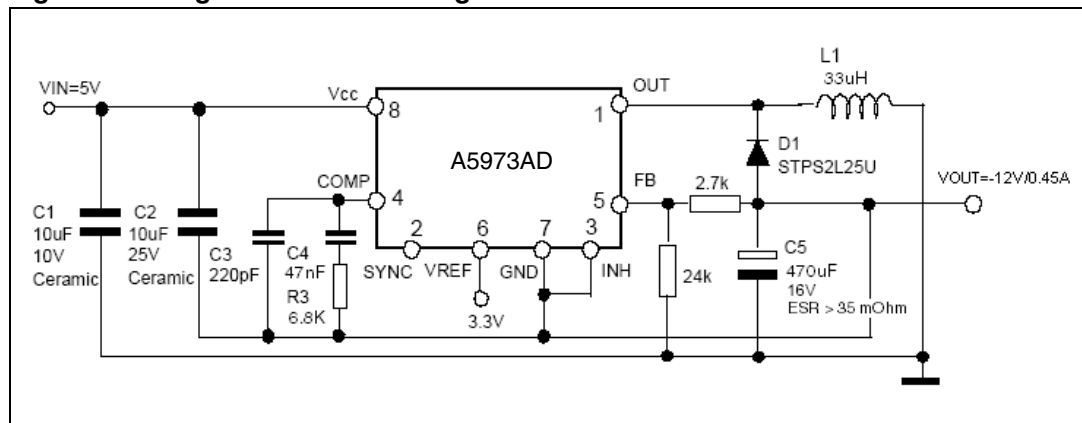 VIN=5V
C1
10uF
10V
Ceramic
C2
10uF
25V
Ceramic
C3
220pF
C4
47nF
R3
6.8K
Vcc
8
COMP
4
A5973AD
2
SYNC
6
VREF
3.3V
7
GND
3
INH
1
OUT
5
FB
2.7k
24k
L1
33uH
D1
STPS2L25U
C5
470uF
16V
ESR > 35 mOhm
VOUT=-12V/0.45A